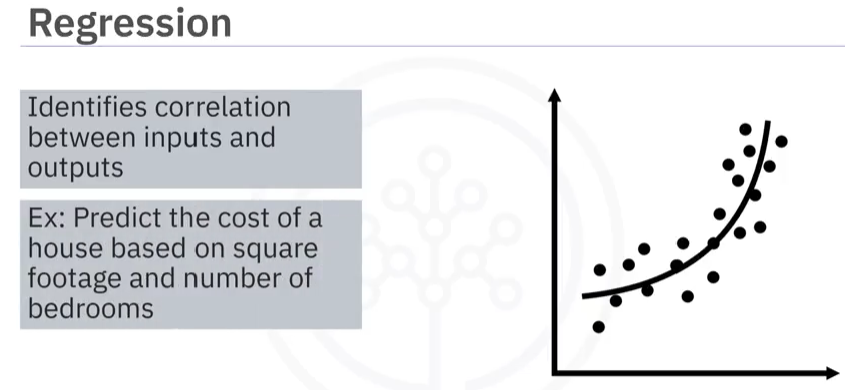 Regression
Identifies correlation
between inputs and
outputs
Ex: Predict the cost of a
house based on square
footage and number of
bedrooms